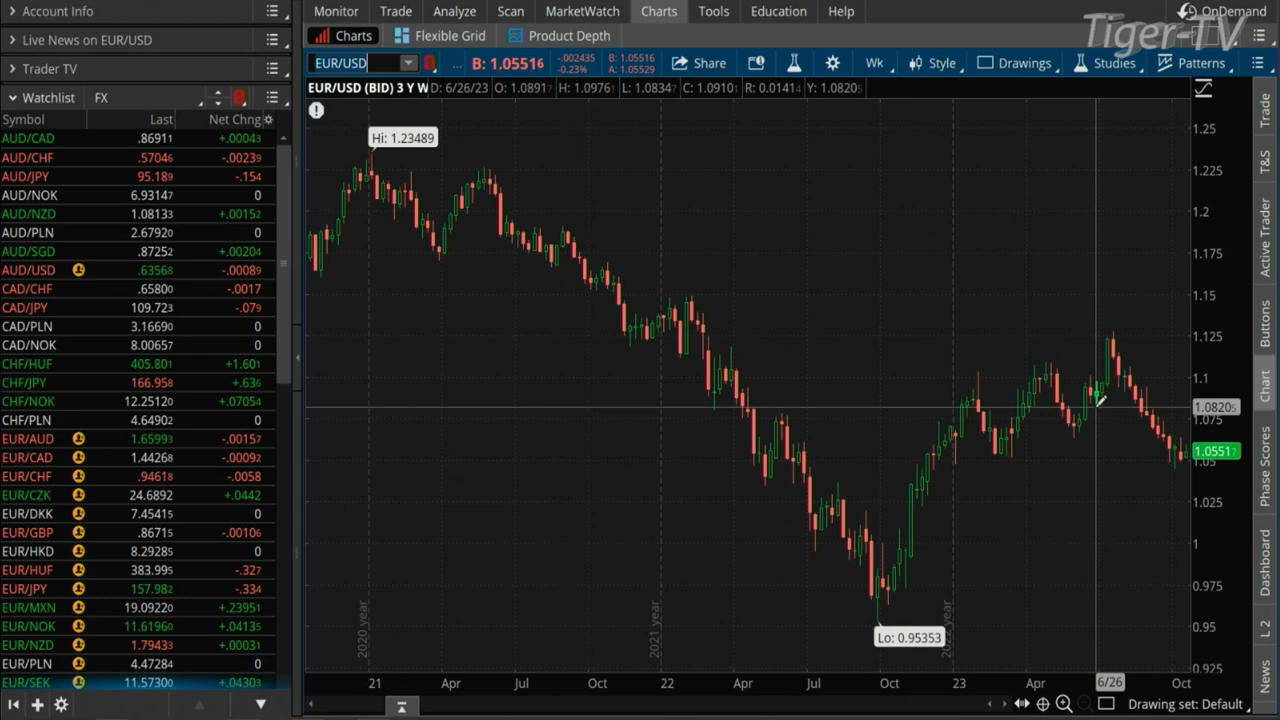 Account Info
Live News on EUR/USD
Trader TV
Watchlist FX
Symbol Last Net Chng
AUD/CAD .86911 +.00043
AUD/CHF .57046 -.00239
AUD/JPY 95.189 -.154
AUD/NOK 6.93147 0
AUD/NZD 1.08133 +.00152
AUD/PLN 2.67920 0
AUD/SGD .87252 +.00204
AUD/USD .63568 -.00089
CAD/CHF .65800 -.0017
CAD/JPY 109.723 -.079
CAD/PLN 3.16690 0
CAD/NOK 8.00657 0
CHF/HUF 405.801 +1.601
CHF/JPY 166.958 +.636
CHF/NOK 12.25120 +.07054
CHF/PLN 4.64902 0
EUR/AUD 1.65993 -.00157
EUR/CAD 1.44268 -.00092
EUR/CHF .94618 -.0058
EUR/CZK 24.6892 +.0442
EUR/DKK 7.45415 0
EUR/GBP .86715 -.00106
EUR/HKD 8.29285 0
EUR/HUF 383.995 -.327
EUR/JPY 157.982 -.334
EUR/MXN 19.09220 +.23951
EUR/NOK 11.61960 +.04135
EUR/NZD 1.79433 +.00031
EUR/PLN 4.47284 0
EUR/SEK 11.57300 +.04303
Monitor Trade Analyze Scan MarketWatch Charts Tools Education Help
OnDemand
Tiger-TV
Charts Flexible Grid Product Depth
EUR/USD ... B: 1.05516 -.002435 -0.23% B: 1.05516 A: 1.05529 Share Wk Style Drawings Studies Patterns
EUR/USD (BID) 3 Y W D: 6/26/23 O: 1.08917 H: 1.09761 L: 1.08347 C: 1.09101 R: 0.01414 Y: 1.08205
Hi: 1.23489
1.25
1.225
1.2
1.175
1.15
1.125
1.1
1.08205
1.075
1.05517
1.05
1.025
1
0.975
0.95
0.925
Lo: 0.95353
2020 year
2021 year
21 Apr Jul Oct 22 Apr Jul Oct 23 Apr 6/26 Oct
Drawing set: Default
Trade
T&S
Active Trader
Buttons
Chart
Phase Scores
Dashboard
L 2
News